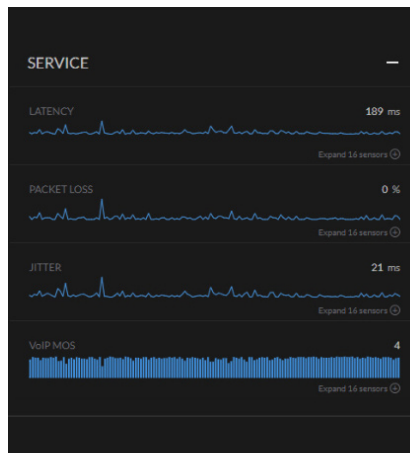 SERVICE
LATENCY 189 ms
Expand 16 sensors
PACKET LOSS 0 %
Expand 16 sensors
JITTER 21 ms
Expand 16 sensors
VoIP MOS 4
Expand 16 sensors